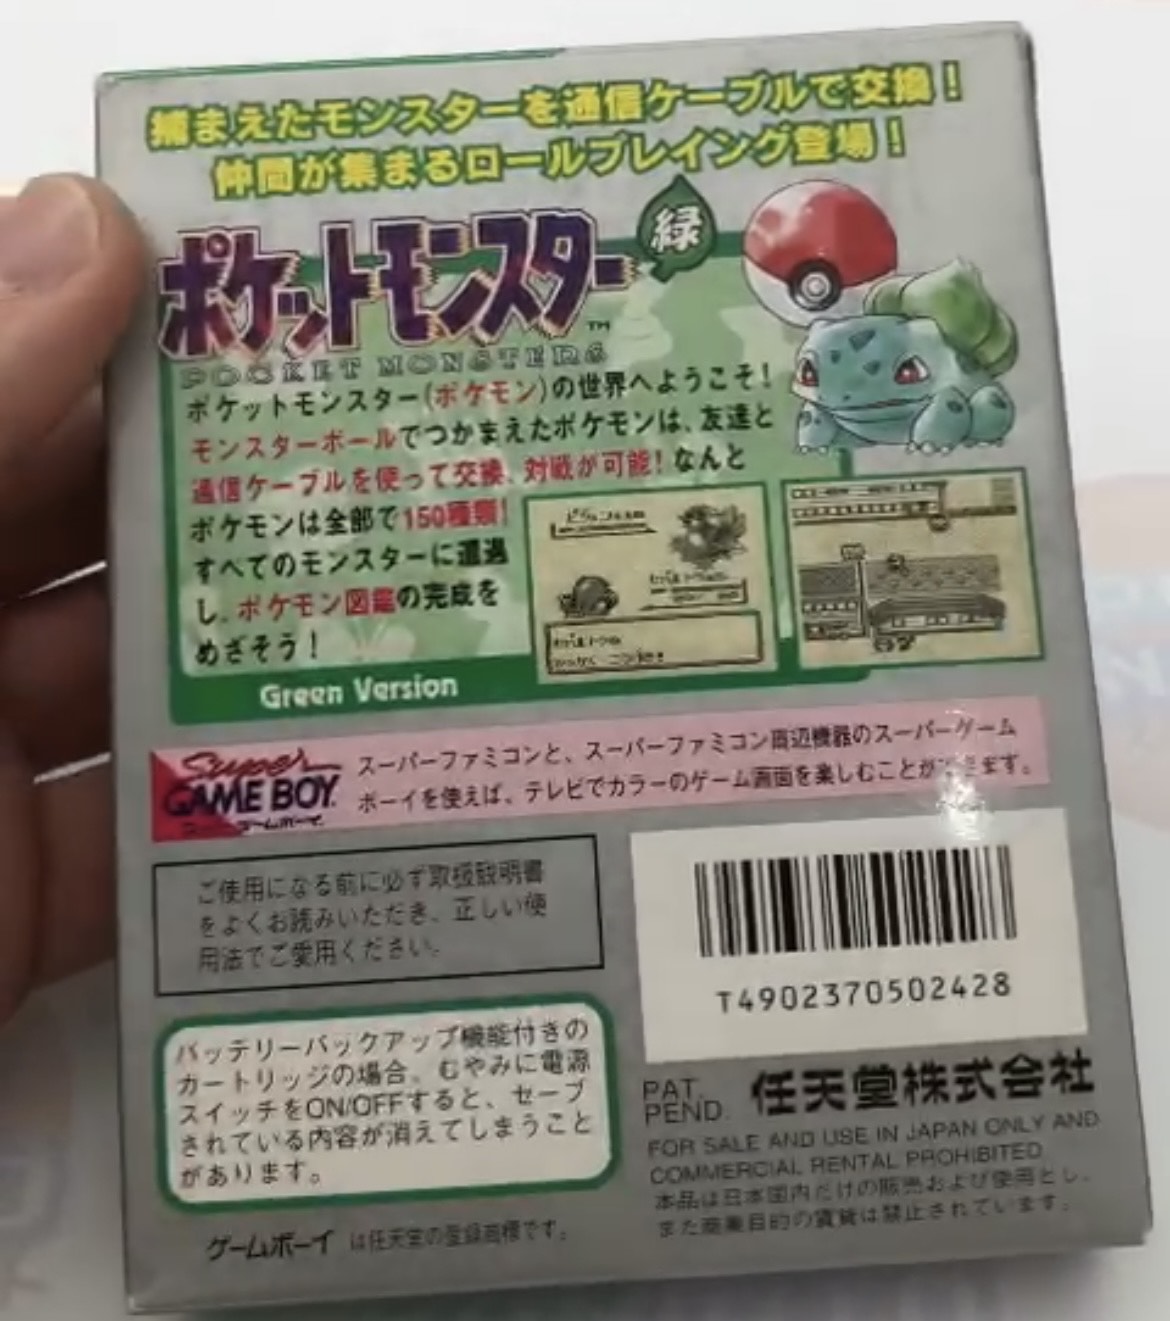 捕まえたモンスターを通信ケーブルで交換！
仲間が集まるロールプレイング登場！
ポケットモンスター 緑
TM
POCKET MONSTERS
ポケットモンスター(ポケモン)の世界へようこそ！
モンスターボールでつかまえたポケモンは、友達と
通信ケーブルを使って交換、対戦が可能！なんと
ポケモンは全部で150種類！
すべてのモンスターに遭遇
し、ポケモン図鑑の完成を
めざそう！
Green Version
Super
GAME BOY
スーパーゲームボーイ
スーパーファミコンと、スーパーファミコン周辺機器のスーパーゲーム
ボーイを使えば、テレビでカラーのゲーム画面を楽しむことができます。
ご使用になる前に必ず取扱説明書
をよくお読みいただき、正しい使
用法でご愛用ください。
T4902370502428
バッテリーバックアップ機能付きの
カートリッジの場合、むやみに電源
スイッチをON/OFFすると、セーブ
されている内容が消えてしまうこと
があります。
PAT.
PEND.
任天堂株式会社
FOR SALE AND USE IN JAPAN ONLY AND
COMMERCIAL RENTAL PROHIBITED
本品は日本国内だけの販売および使用とし、
また商業目的の賃貸は禁止されています。
ゲームボーイ は任天堂の登録商標です。